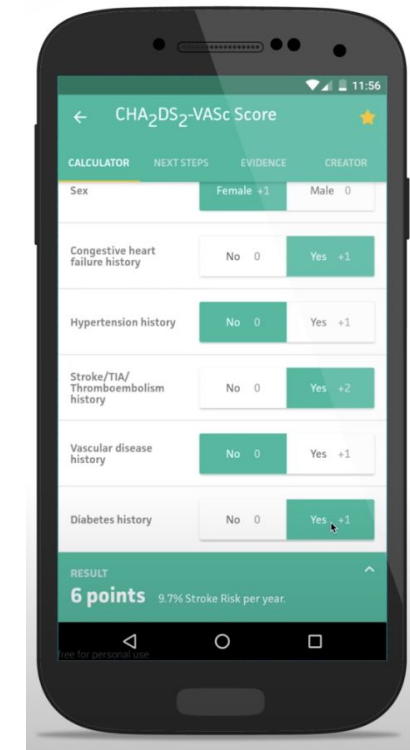 11:56
CHA₂DS₂-VASc Score
CALCULATOR NEXT STEPS EVIDENCE CREATOR
Sex Female +1 Male 0
Congestive heart
failure history
No 0 Yes +1
Hypertension history No 0 Yes +1
Stroke/TIA/
Thromboembolism
history
No 0 Yes +2
Vascular disease
history
No 0 Yes +1
Diabetes history No 0 Yes +1
RESULT
6 points 9.7% Stroke Risk per year.
free for personal use